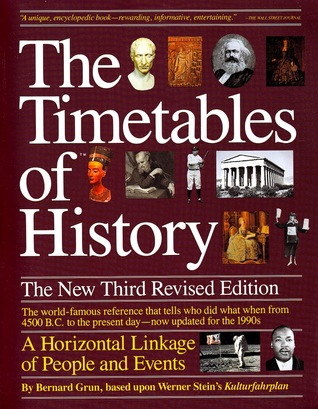 "A unique, encyclopedic book—rewarding, informative, entertaining." —THE WALL STREET JOURNAL
The
Timetables
of™
History
The New Third Revised Edition
The world-famous reference that tells who did what when from
4500 B.C. to the present day—now updated for the 1990s
A Horizontal Linkage
of People and Events
By Bernard Grun, based upon Werner Stein's Kulturfahrplan